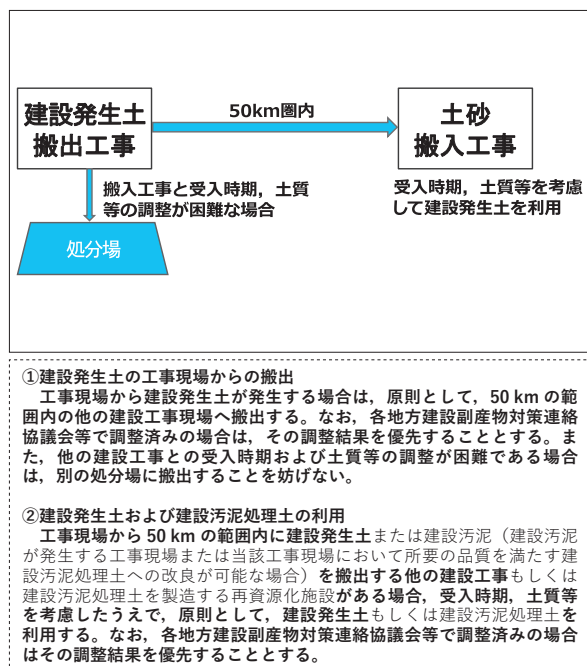 建設発生土
搬出工事
50km圏内
土砂
搬入工事
搬入工事と受入時期，土質
等の調整が困難な場合
受入時期，土質等を考慮
して建設発生土を利用
処分場
①建設発生土の工事現場からの搬出
工事現場から建設発生土が発生する場合は，原則として，50 km の範
囲内の他の建設工事現場へ搬出する。なお，各地方建設副産物対策連絡
協議会等で調整済みの場合は，その調整結果を優先することとする。ま
た，他の建設工事との受入時期および土質等の調整が困難である場合
は，別の処分場に搬出することを妨げない。
②建設発生土および建設汚泥処理土の利用
工事現場から 50 km の範囲内に建設発生土または建設汚泥（建設汚泥
が発生する工事現場または当該工事現場において所要の品質を満たす建
設汚泥処理土への改良が可能な場合）を搬出する他の建設工事もしくは
建設汚泥処理土を製造する再資源化施設がある場合，受入時期，土質等
を考慮したうえで，原則として，建設発生土もしくは建設汚泥処理土を
利用する。なお，各地方建設副産物対策連絡協議会等で調整済みの場合
はその調整結果を優先することとする。